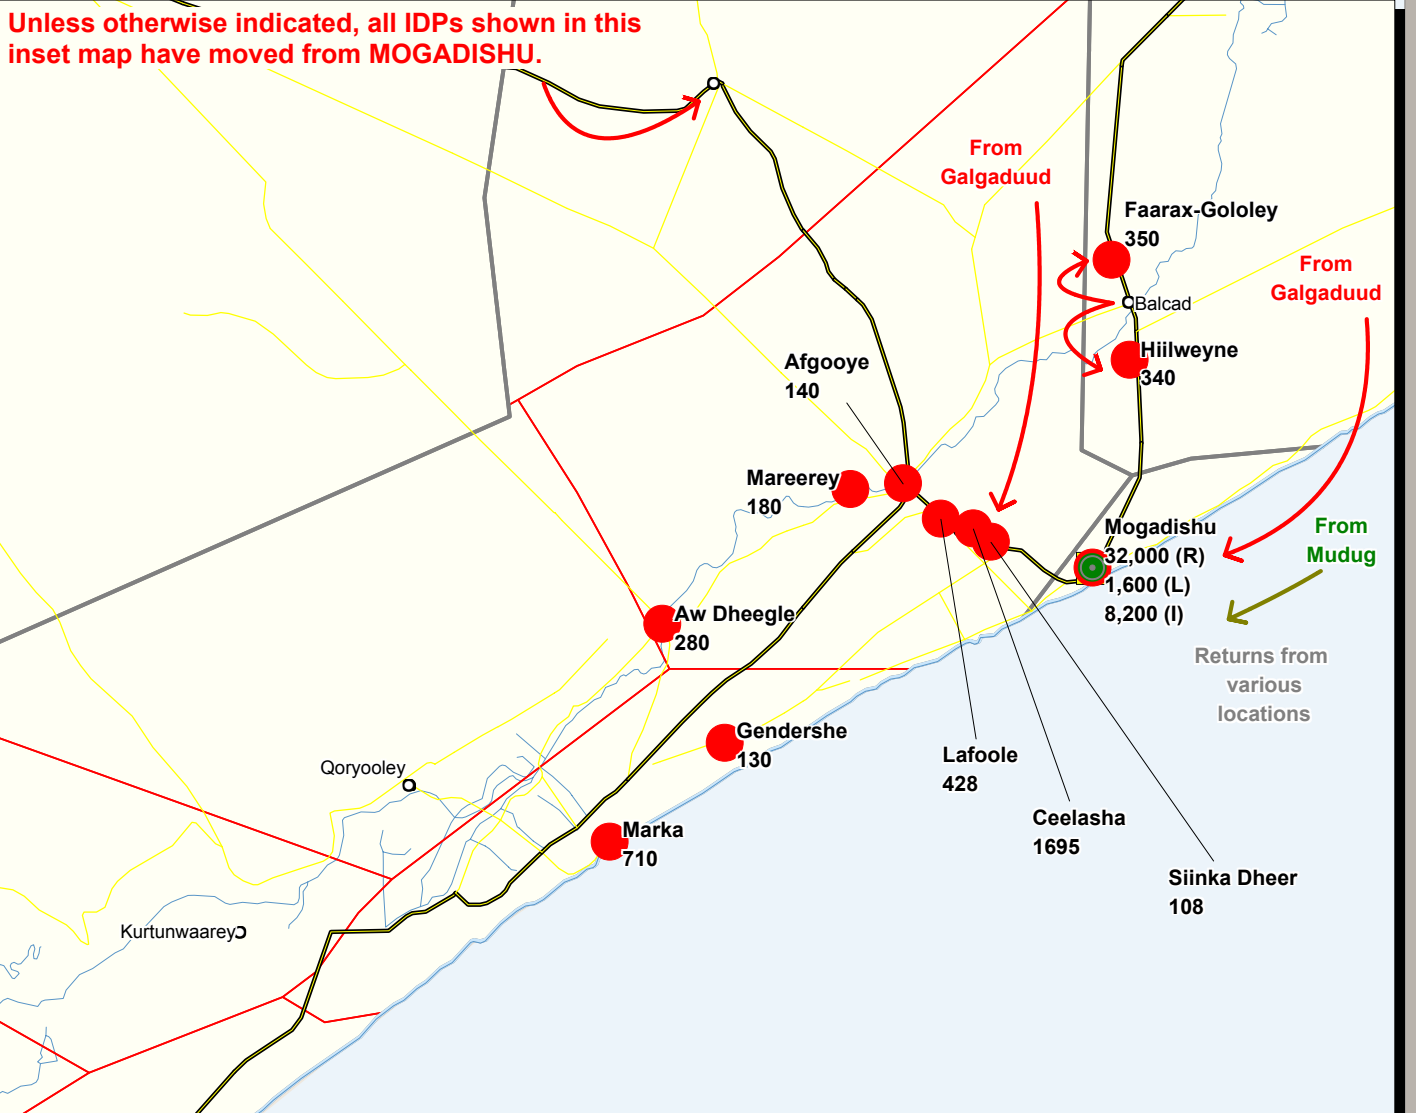 Unless otherwise indicated, all IDPs shown in this
inset map have moved from MOGADISHU.
From
Galgaduud
Faarax-Gololey
350
From
Galgaduud
Balcad
Hiilweyne
340
Afgooye
140
Mareerey
180
Mogadishu
32,000 (R)
1,600 (L)
8,200 (I)
From
Mudug
Aw Dheegle
280
Returns from
various
locations
Gendershe
130
Lafoole
428
Qoryooley
Ceelasha
1695
Marka
710
Siinka Dheer
108
Kurtunwaarey